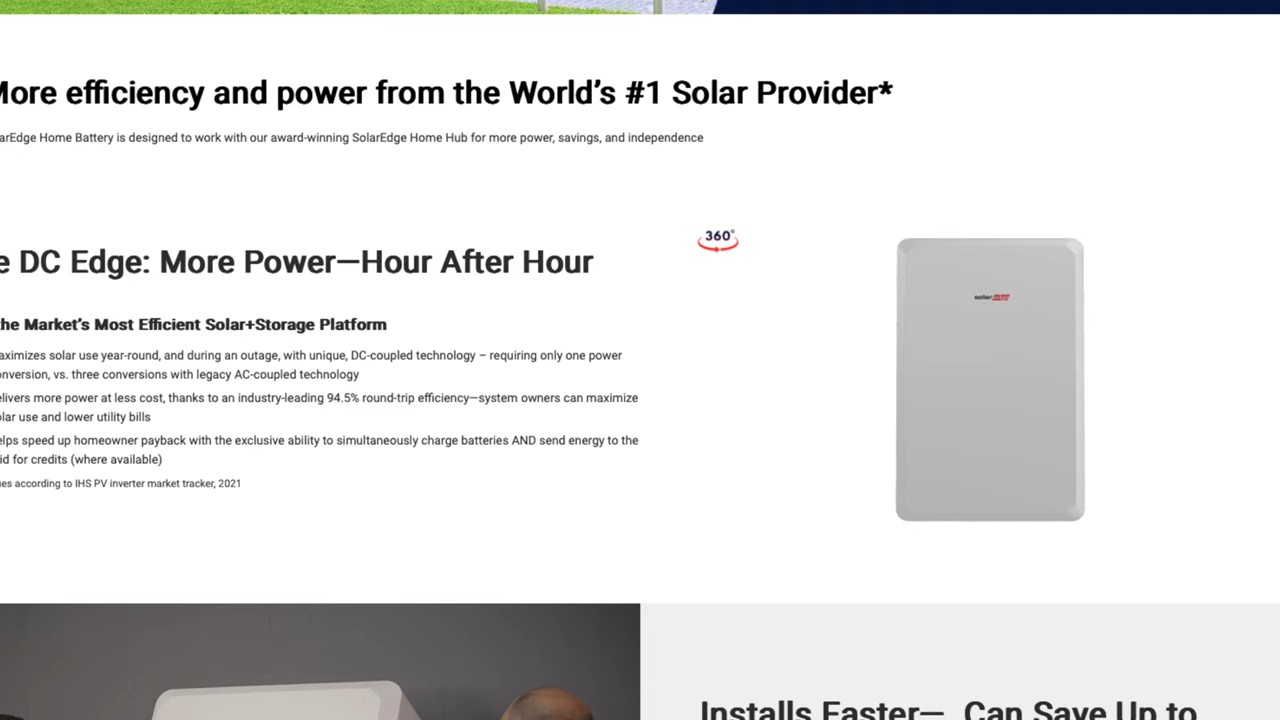 More efficiency and power from the World's #1 Solar Provider*
arEdge Home Battery is designed to work with our award-winning SolarEdge Home Hub for more power, savings, and independence
360°
e DC Edge: More Power—Hour After Hour
solaredge
the Market's Most Efficient Solar+Storage Platform
aximizes solar use year-round, and during an outage, with unique, DC-coupled technology – requiring only one power
onversion, vs. three conversions with legacy AC-coupled technology
elivers more power at less cost, thanks to an industry-leading 94.5% round-trip efficiency—system owners can maximize
olar use and lower utility bills
elps speed up homeowner payback with the exclusive ability to simultaneously charge batteries AND send energy to the
id for credits (where available)
ues according to IHS PV inverter market tracker, 2021
Installs Faster— Can Save Up to